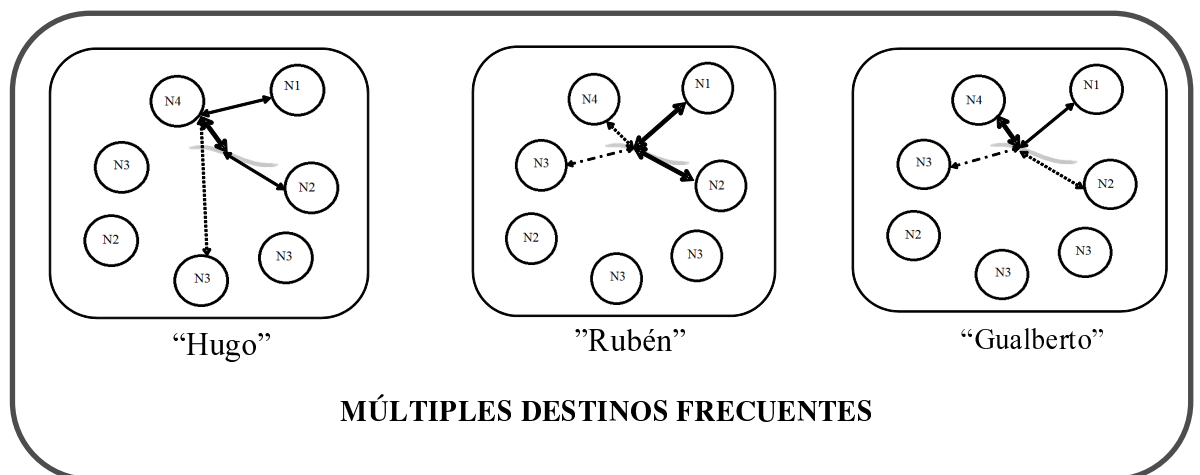 N4
N1
N3
N2
N2
N3
N3
“Hugo”
N4
N1
N3
N2
N2
N3
N3
”Rubén”
N4
N1
N3
N2
N2
N3
N3
“Gualberto”
MÚLTIPLES DESTINOS FRECUENTES